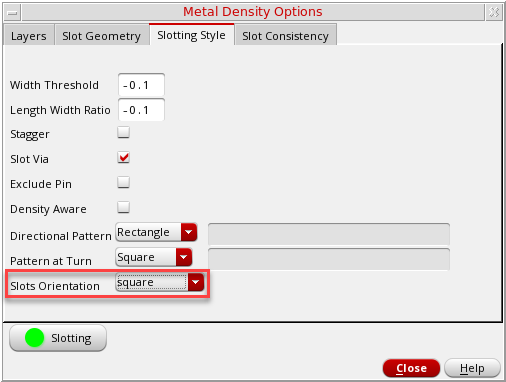 Metal Density Options
Layers Slot Geometry Slotting Style Slot Consistency
Width Threshold -0.1
Length Width Ratio -0.1
Stagger
Slot Via
Exclude Pin
Density Aware
Directional Pattern Rectangle
Pattern at Turn Square
Slots Orientation square
Slotting
Close Help